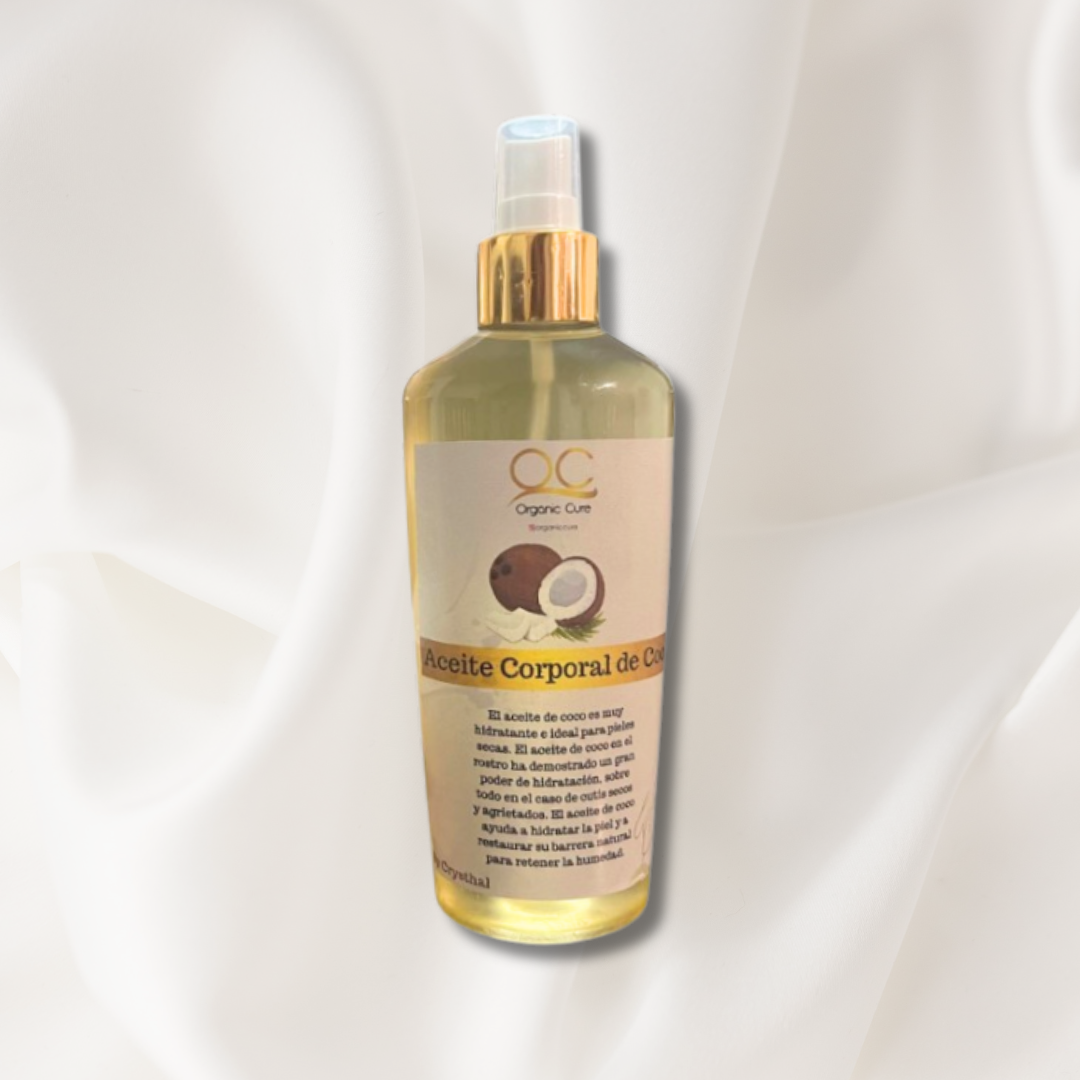 QC
Organic Cure
Aceite Corporal de Co
El aceite de coco es muy
hidratante e ideal para pieles
secas. El aceite de coco en el
rostro ha demostrado un gran
poder de hidratación, sobre
todo en el caso de cutis secos
y agrietados. El aceite de coco
ayuda a hidratar la piel y a
restaurar su barrera natural
para retener la humedad.
by Crysthal